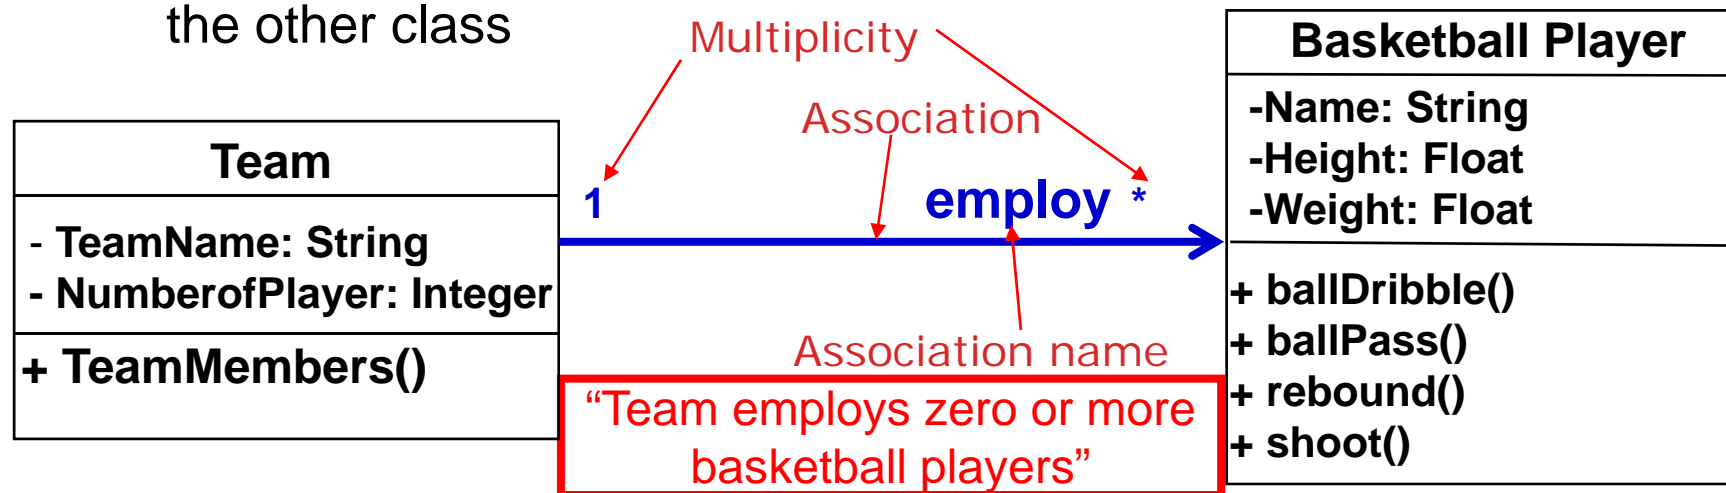 the other class
Multiplicity
Association
Team
- TeamName: String
- NumberofPlayer: Integer
+ TeamMembers()
1
employ *
Association name
“Team employs zero or more
basketball players”
Basketball Player
-Name: String
-Height: Float
-Weight: Float
+ ballDribble()
+ ballPass()
+ rebound()
+ shoot()